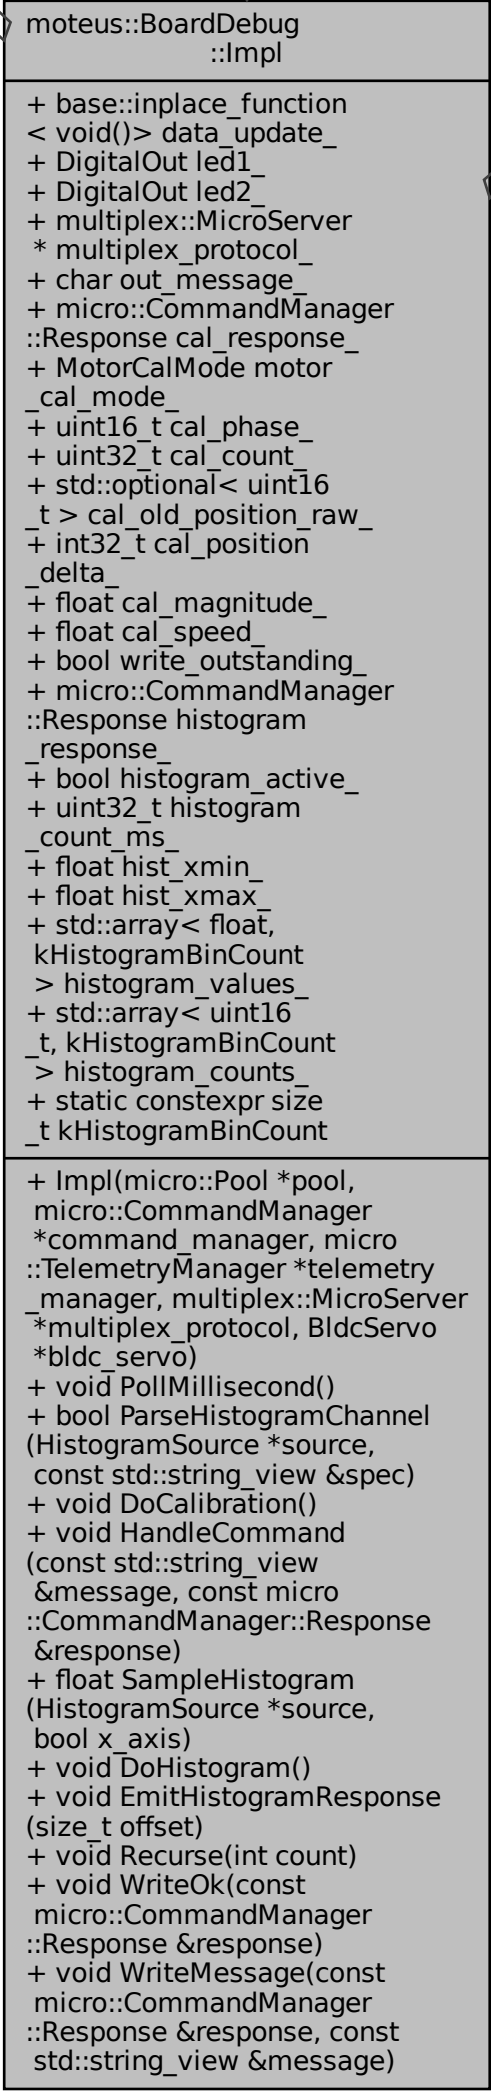 moteus::BoardDebug
::Impl
+ base::inplace_function
< void()> data_update_
+ DigitalOut led1_
+ DigitalOut led2_
+ multiplex::MicroServer
* multiplex_protocol_
+ char out_message_
+ micro::CommandManager
::Response cal_response_
+ MotorCalMode motor
_cal_mode_
+ uint16_t cal_phase_
+ uint32_t cal_count_
+ std::optional< uint16
_t > cal_old_position_raw_
+ int32_t cal_position
_delta_
+ float cal_magnitude_
+ float cal_speed_
+ bool write_outstanding_
+ micro::CommandManager
::Response histogram
_response_
+ bool histogram_active_
+ uint32_t histogram
_count_ms_
+ float hist_xmin_
+ float hist_xmax_
+ std::array< float,
kHistogramBinCount
> histogram_values_
+ std::array< uint16
_t, kHistogramBinCount
> histogram_counts_
+ static constexpr size
_t kHistogramBinCount
+ Impl(micro::Pool *pool,
micro::CommandManager
*command_manager, micro
::TelemetryManager *telemetry
_manager, multiplex::MicroServer
*multiplex_protocol, BldcServo
*bldc_servo)
+ void PollMillisecond()
+ bool ParseHistogramChannel
(HistogramSource *source,
const std::string_view &spec)
+ void DoCalibration()
+ void HandleCommand
(const std::string_view
&message, const micro
::CommandManager::Response
&response)
+ float SampleHistogram
(HistogramSource *source,
bool x_axis)
+ void DoHistogram()
+ void EmitHistogramResponse
(size_t offset)
+ void Recurse(int count)
+ void WriteOk(const
micro::CommandManager
::Response &response)
+ void WriteMessage(const
micro::CommandManager
::Response &response, const
std::string_view &message)